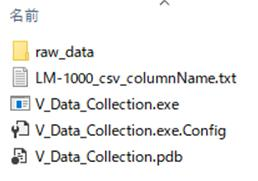 名前
raw_data
LM-1000_csv_columnName.txt
V_Data_Collection.exe
V_Data_Collection.exe.Config
V_Data_Collection.pdb